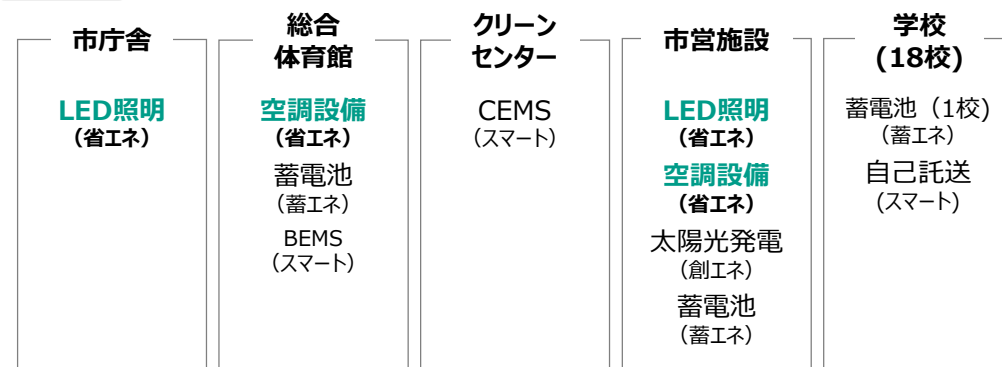 市庁舎
LED照明
(省エネ)
総合
体育館
空調設備
(省エネ)
蓄電池
(蓄エネ)
BEMS
(スマート)
クリーン
センター
CEMS
(スマート)
市営施設
LED照明
(省エネ)
空調設備
(省エネ)
太陽光発電
(創エネ)
蓄電池
(蓄エネ)
学校
(18校)
蓄電池（1校)
(蓄エネ)
自己託送
(スマート)